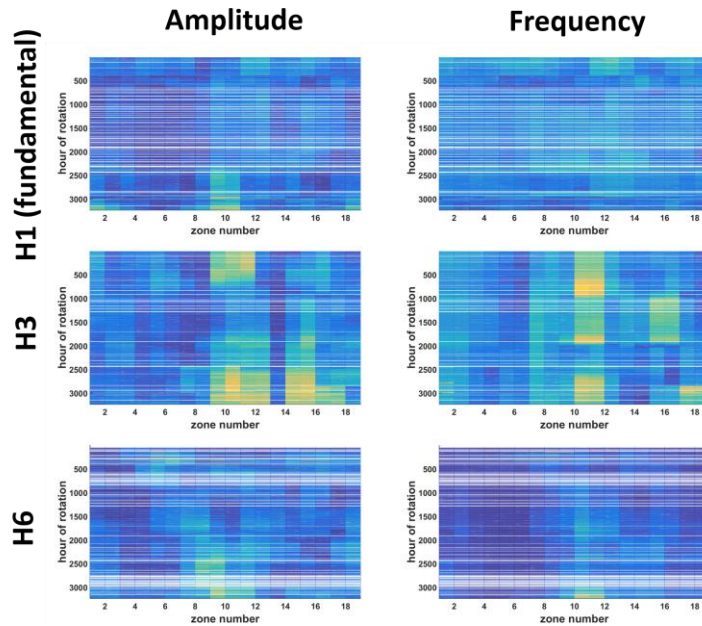 Amplitude Frequency
H1 (fundamental)
hour of rotation
500
1000
1500
2000
2500
3000
2 4 6 8 10 12 14 16 18
zone number
hour of rotation
500
1000
1500
2000
2500
3000
2 4 6 8 10 12 14 16 18
zone number
H3
hour of rotation
500
1000
1500
2000
2500
3000
2 4 6 8 10 12 14 16 18
zone number
hour of rotation
500
1000
1500
2000
2500
3000
2 4 6 8 10 12 14 16 18
zone number
H6
hour of rotation
500
1000
1500
2000
2500
3000
2 4 6 8 10 12 14 16 18
zone number
hour of rotation
500
1000
1500
2000
2500
3000
2 4 6 8 10 12 14 16 18
zone number